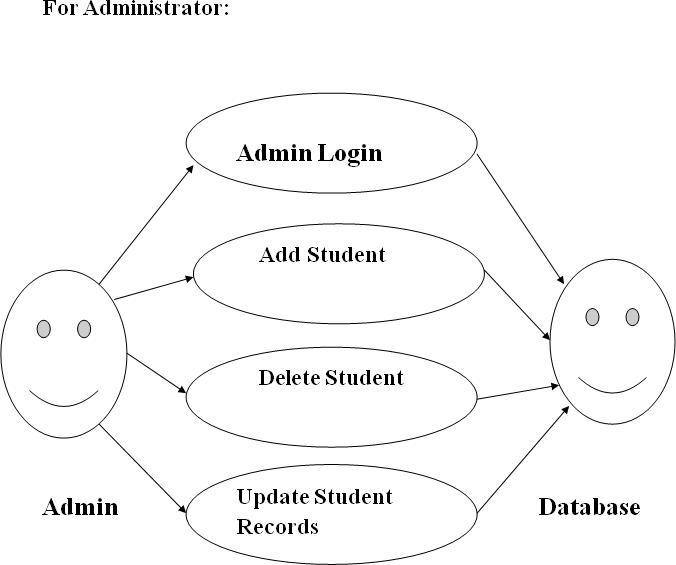 For Administrator:
Admin Login
Add Student
Delete Student
Update Student
Records
Admin
Database